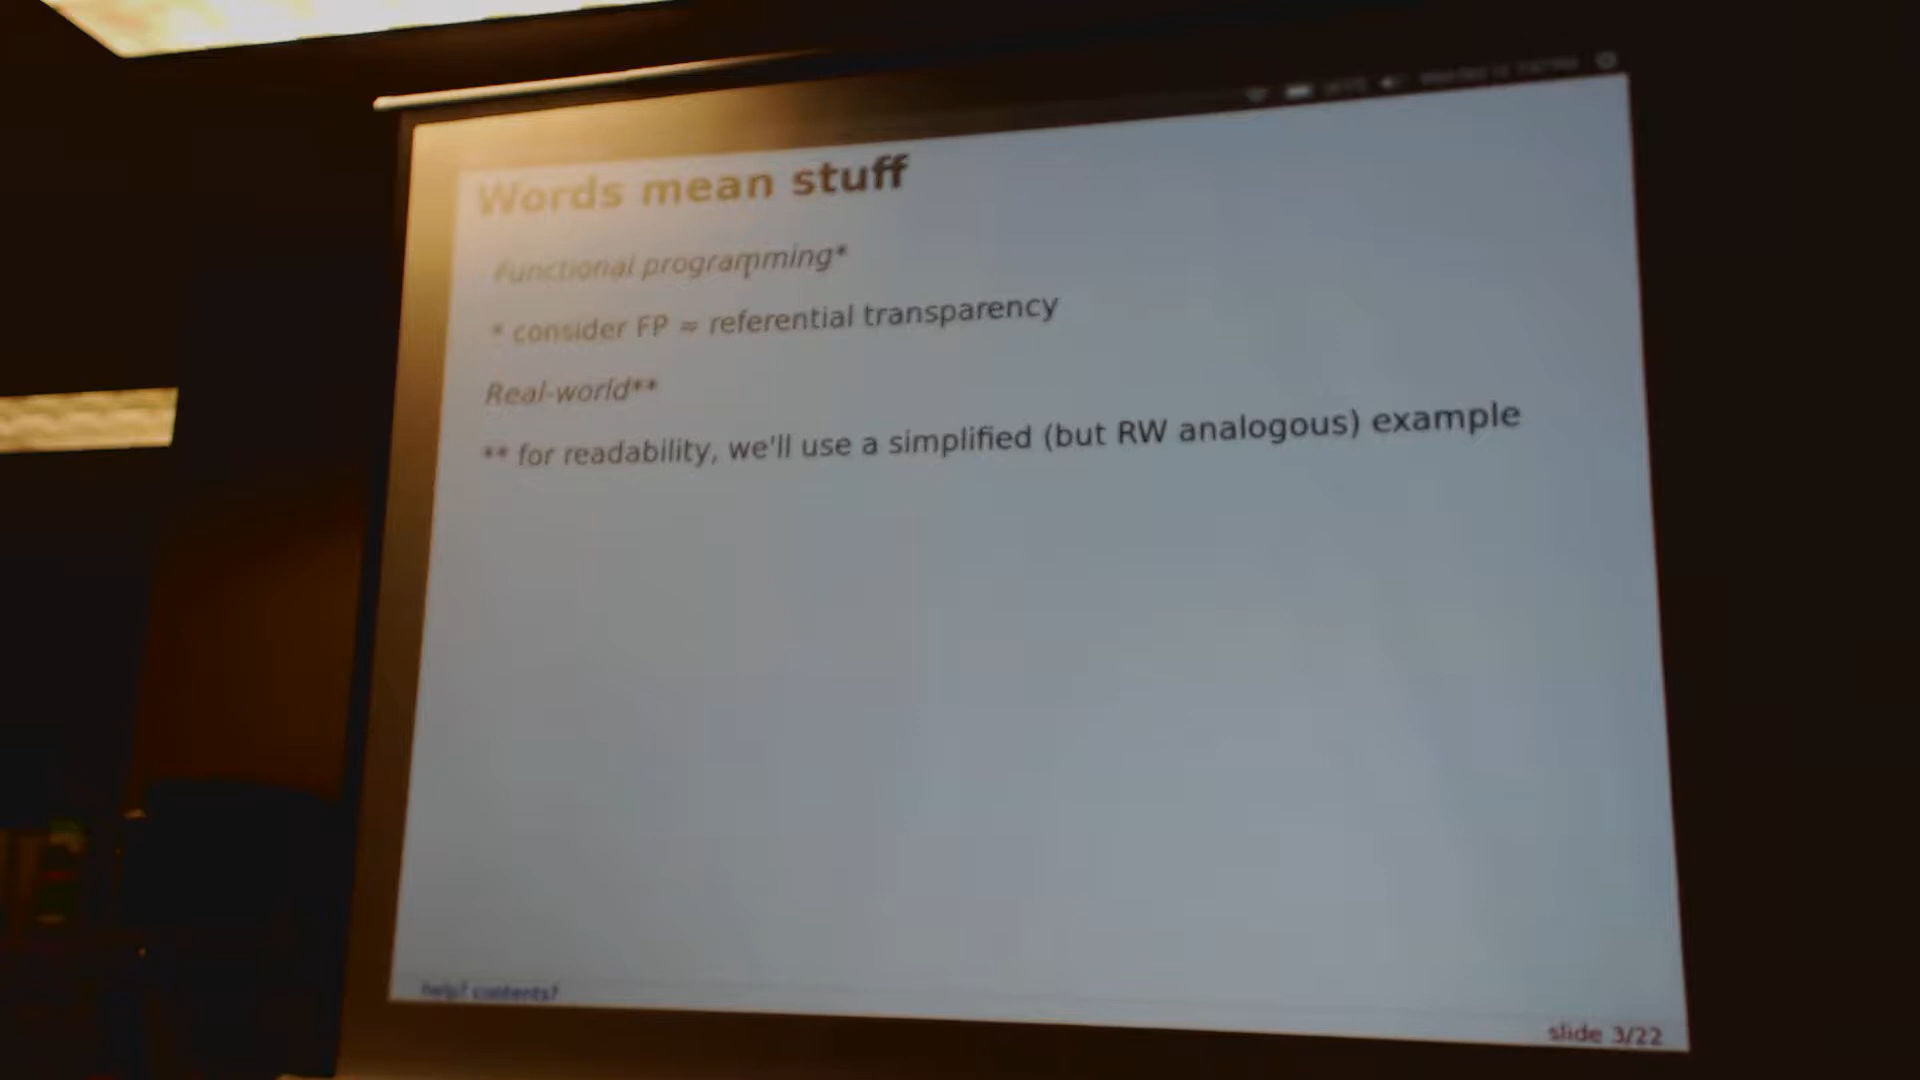 Words mean stuff
Functional programming*
* consider FP ≈ referential transparency
Real-world**
** for readability, we'll use a simplified (but RW analogous) example
help? contents?
slide 3/22